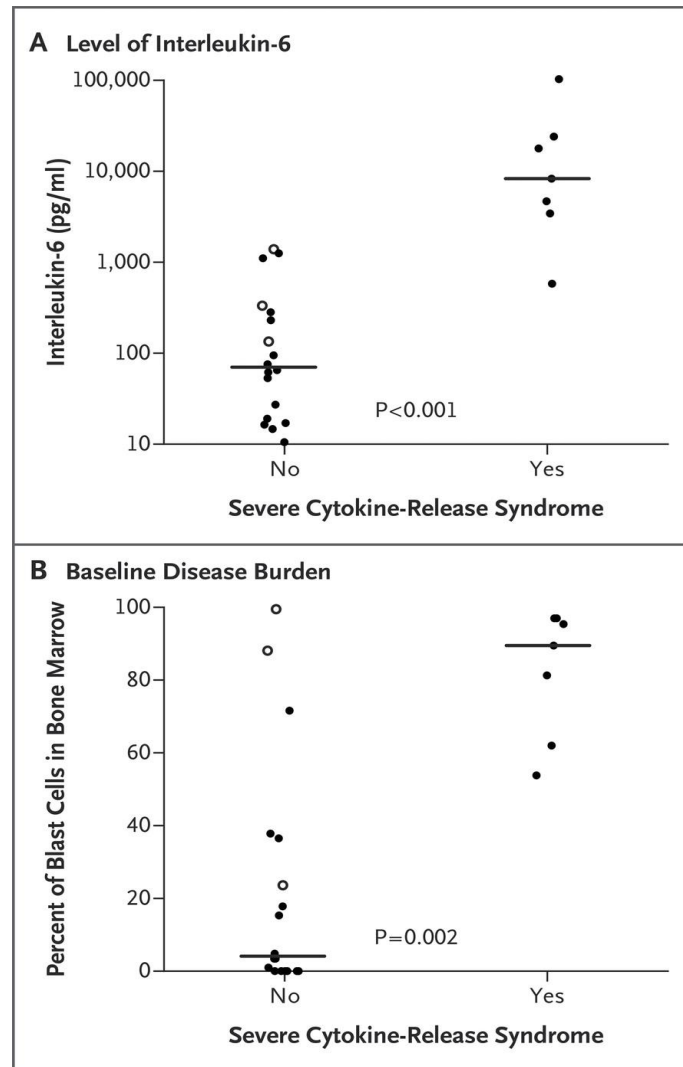 A Level of Interleukin-6
100,000
10,000
1,000
100
10
Interleukin-6 (pg/ml)
P<0.001
No Yes
Severe Cytokine-Release Syndrome
B Baseline Disease Burden
100
80
60
40
20
0
Percent of Blast Cells in Bone Marrow
P=0.002
No Yes
Severe Cytokine-Release Syndrome